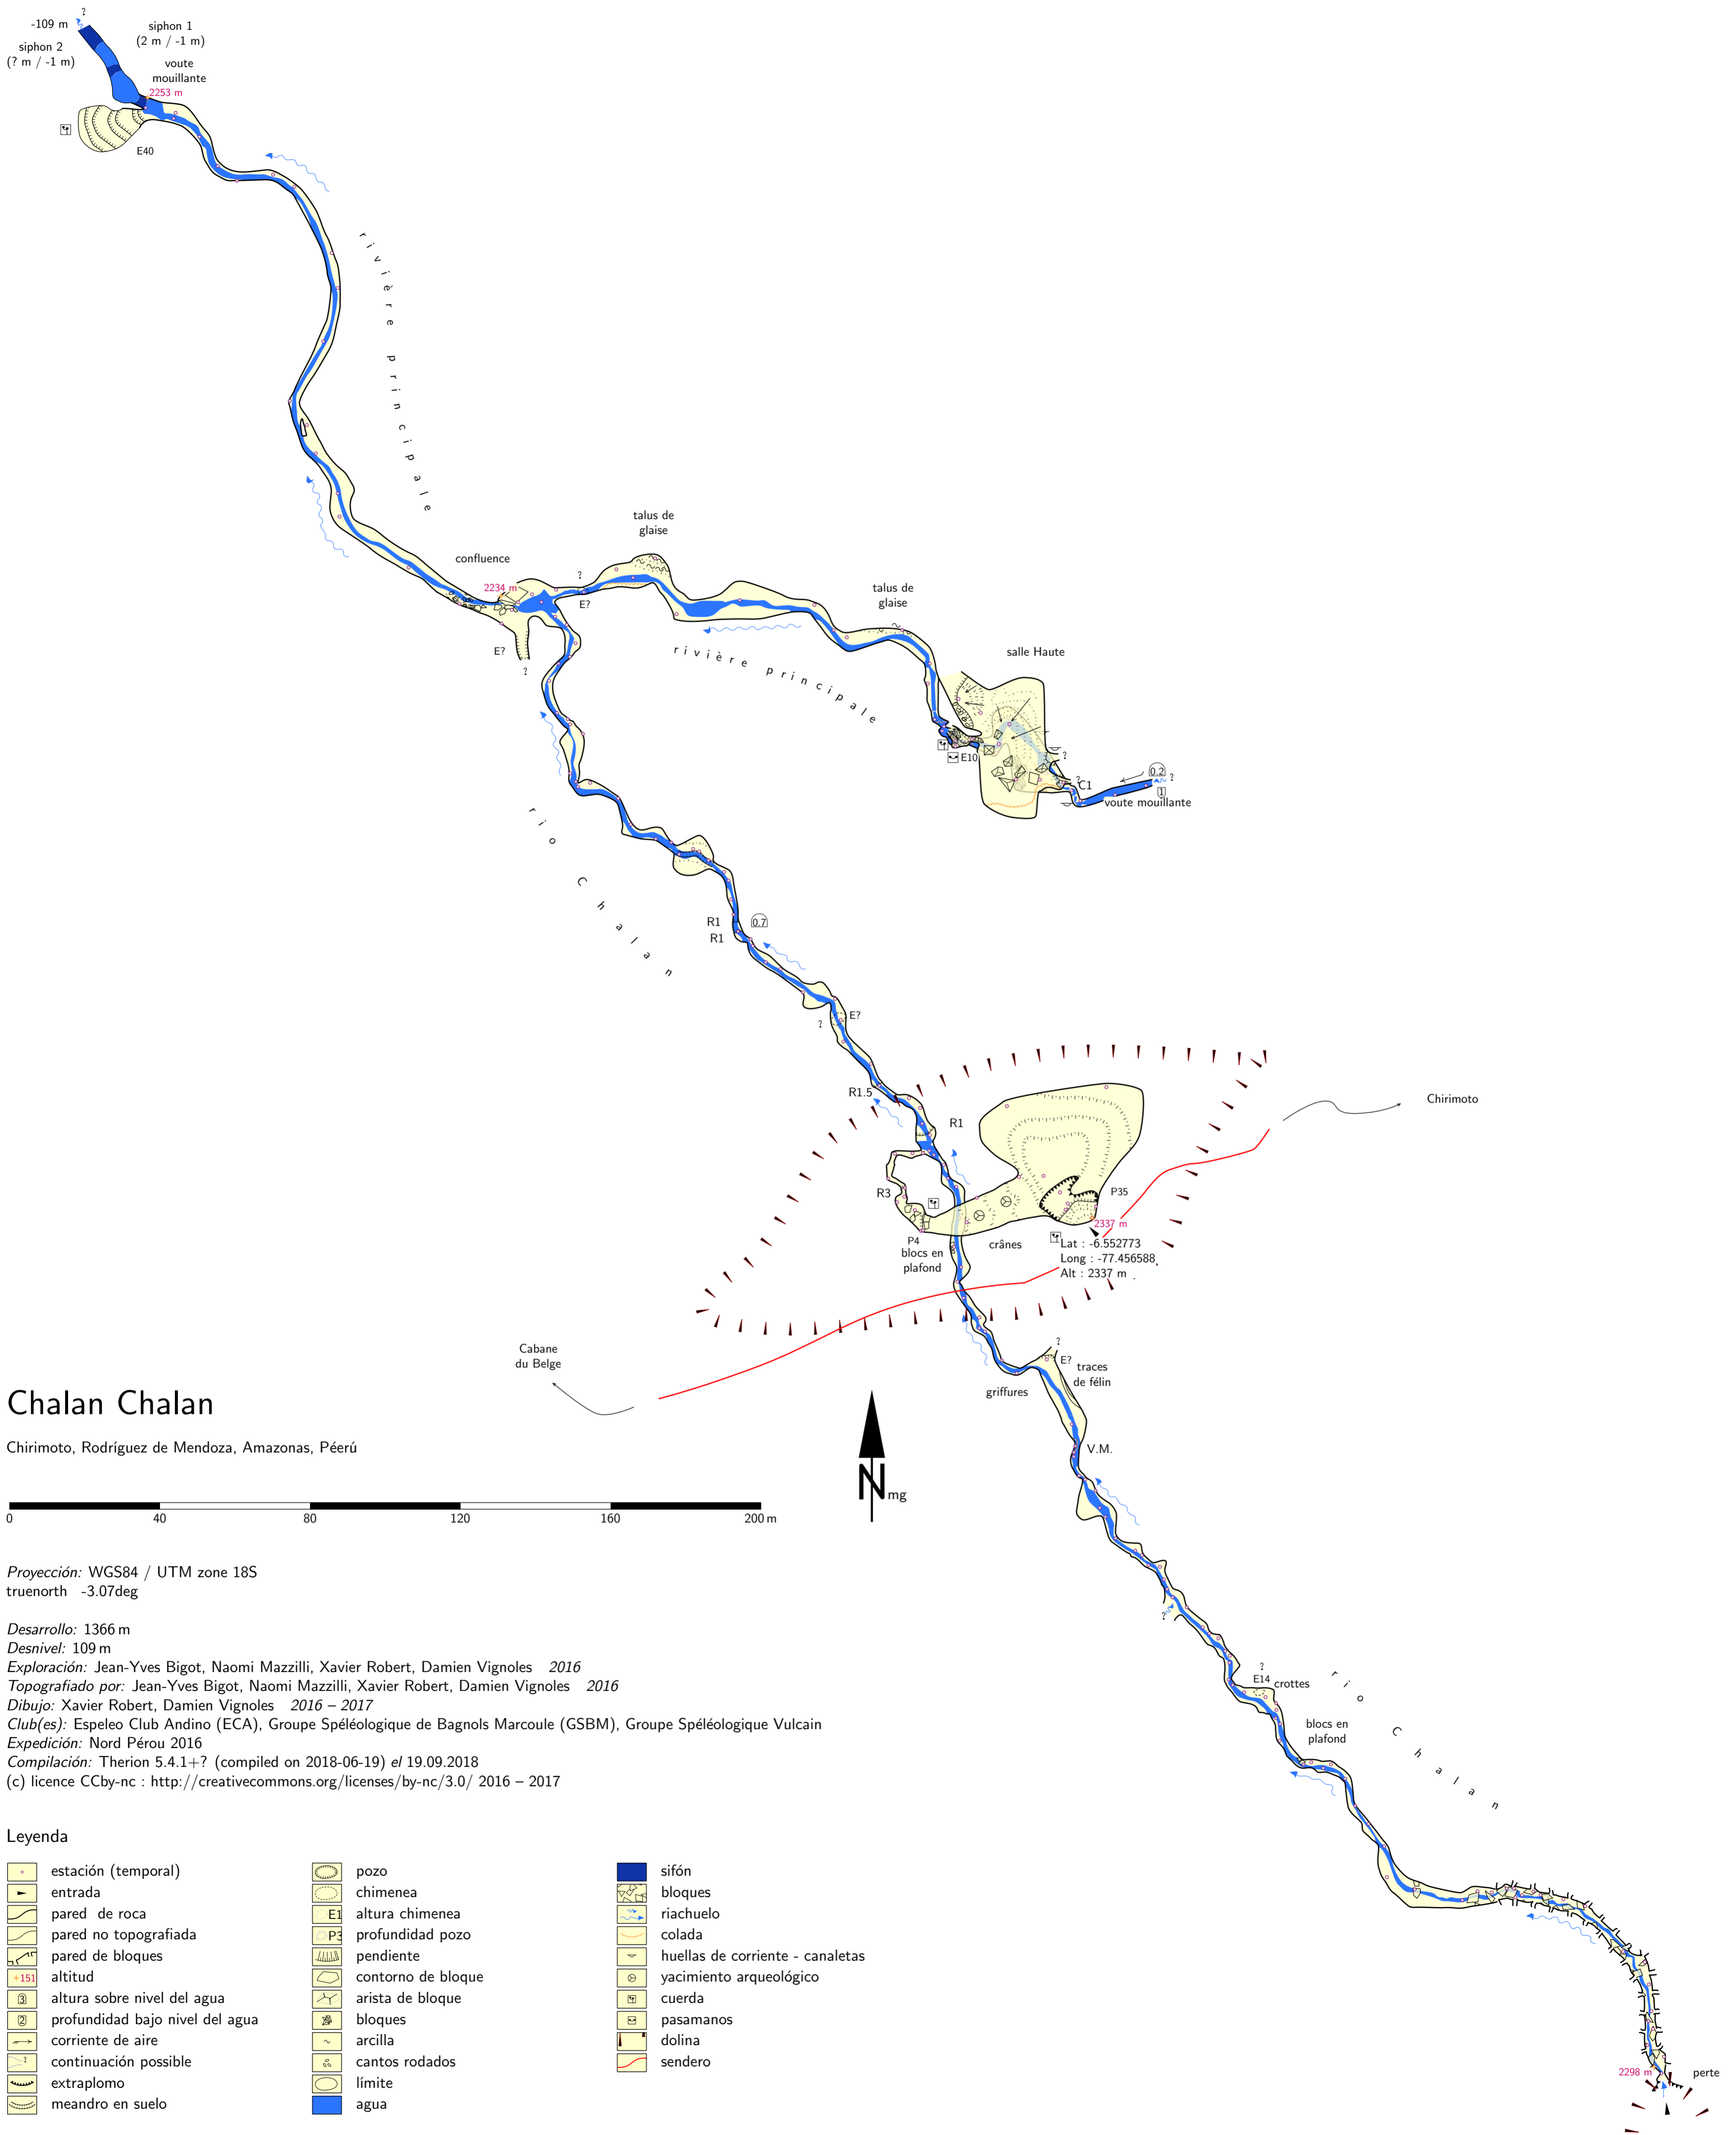 ?
-109 m
siphon 1
(2 m / -1 m)
siphon 2
(? m / -1 m)
voute
mouillante
2253 m
E40
rivière principale
talus de
glaise
confluence
?
2234 m
E?
talus de
glaise
E?
?
rivière principale
salle Haute
E10
?
?
C1
0.2
?
1
voute mouillante
rio Chalan
R1
0.7
R1
E?
?
R1.5
Chirimoto
R1
R3
P35
2337 m
P4
crânes
blocs en
plafond
Lat : -6.552773
Long : -77.456588
Alt : 2337 m
Cabane
du Belge
?
E?
traces
de félin
griffures
V.M.
N mg
Chalan Chalan
Chirimoto, Rodríguez de Mendoza, Amazonas, Péerú
0 40 80 120 160 200 m
Proyección: WGS84 / UTM zone 18S
truenorth -3.07deg
Desarrollo: 1366 m
Desnivel: 109 m
Exploración: Jean-Yves Bigot, Naomi Mazzilli, Xavier Robert, Damien Vignoles 2016
Topografiado por: Jean-Yves Bigot, Naomi Mazzilli, Xavier Robert, Damien Vignoles 2016
Dibujo: Xavier Robert, Damien Vignoles 2016 – 2017
Club(es): Espeleo Club Andino (ECA), Groupe Spéléologique de Bagnols Marcoule (GSBM), Groupe Spéléologique Vulcain
Expedición: Nord Pérou 2016
Compilación: Therion 5.4.1+? (compiled on 2018-06-19) el 19.09.2018
(c) licence CCby-nc : http://creativecommons.org/licenses/by-nc/3.0/ 2016 – 2017
?
?
E14
crottes
blocs en
plafond
rio Chalan
2298 m
perte
Leyenda
estación (temporal)
entrada
pared de roca
pared no topografiada
pared de bloques
+151 altitud
3 altura sobre nivel del agua
2 profundidad bajo nivel del agua
corriente de aire
? continuación possible
extraplomo
meandro en suelo
pozo
chimenea
E1 altura chimenea
P3 profundidad pozo
pendiente
contorno de bloque
arista de bloque
bloques
arcilla
cantos rodados
límite
agua
sifón
bloques
riachuelo
colada
huellas de corriente - canaletas
yacimiento arqueológico
cuerda
pasamanos
dolina
sendero